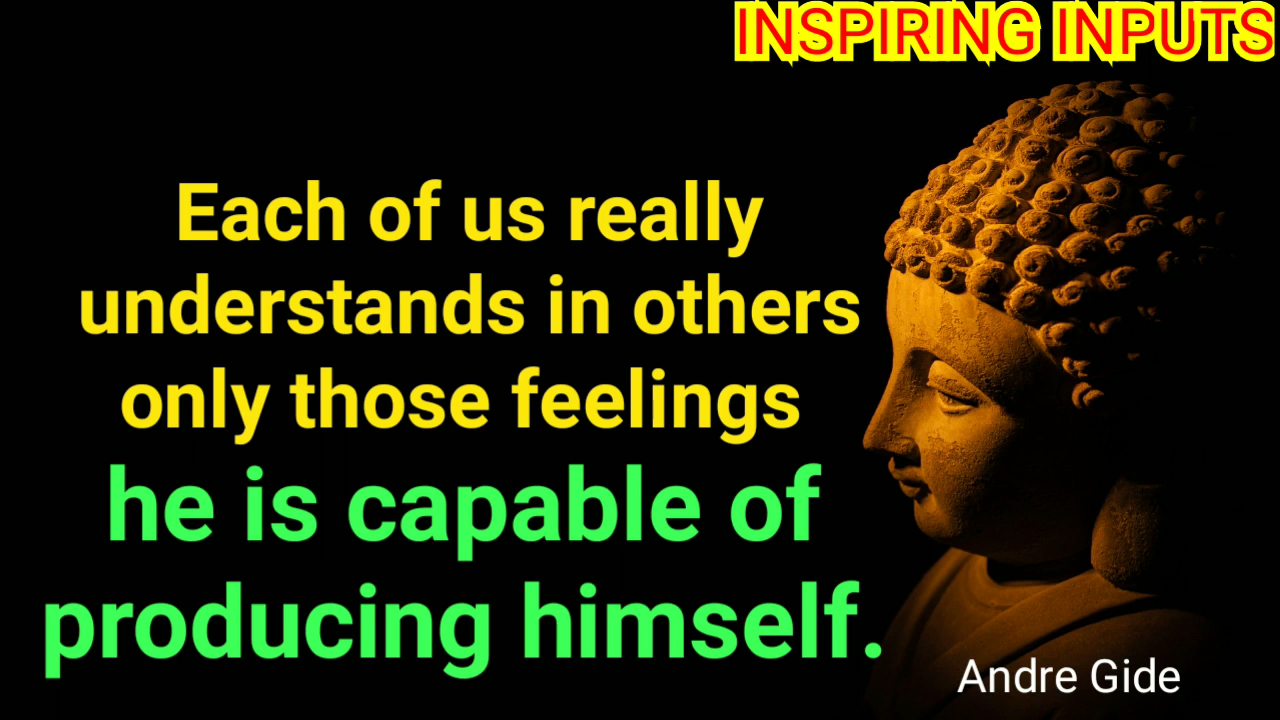 INSPIRING INPUTS
Each of us really
understands in others
only those feelings
he is capable of
producing himself.
Andre Gide